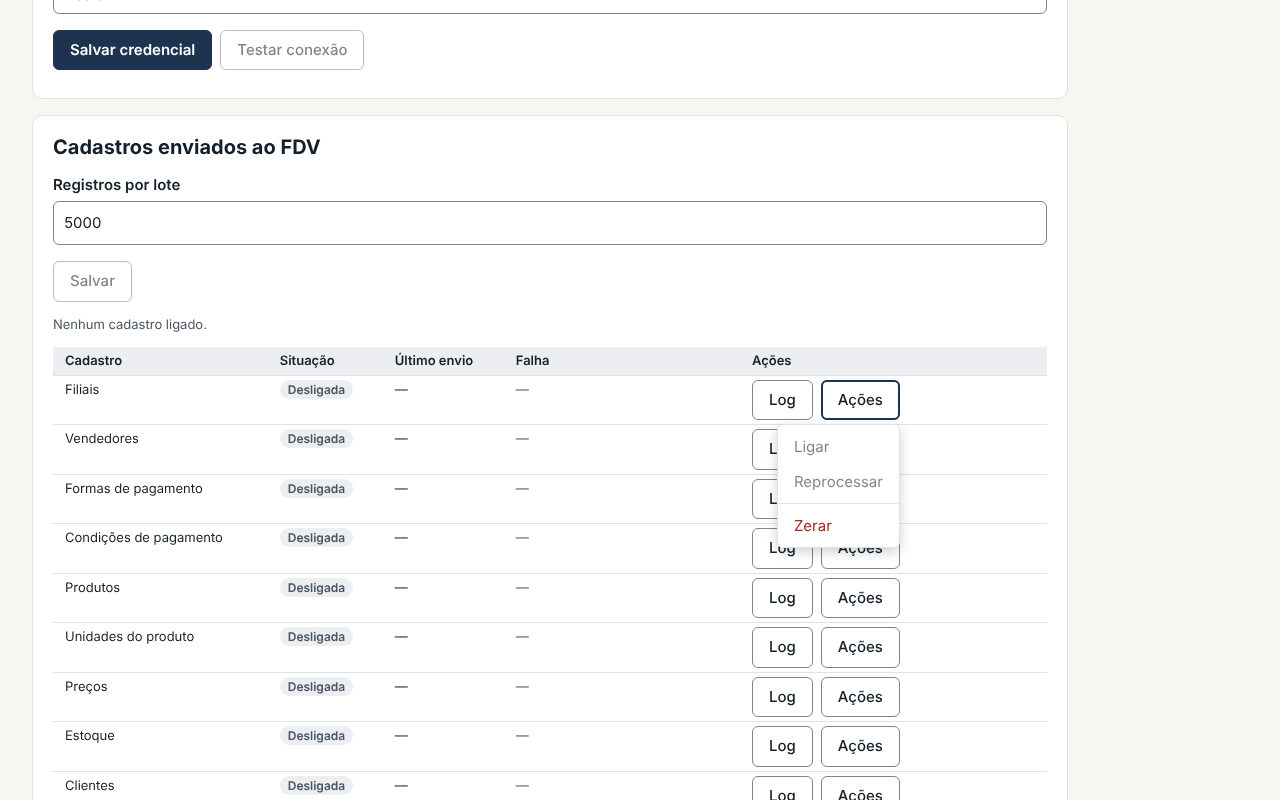 Salvar credencial Testar conexão
Cadastros enviados ao FDV
Registros por lote
5000
Salvar
Nenhum cadastro ligado.
Cadastro Situação Último envio Falha Ações
Filiais Desligada — — Log Ações
Vendedores Desligada — —
Ligar
Reprocessar
Zerar
Formas de pagamento Desligada — —
Condições de pagamento Desligada — — Log Ações
Produtos Desligada — — Log Ações
Unidades do produto Desligada — — Log Ações
Preços Desligada — — Log Ações
Estoque Desligada — — Log Ações
Clientes Desligada — — Log Ações